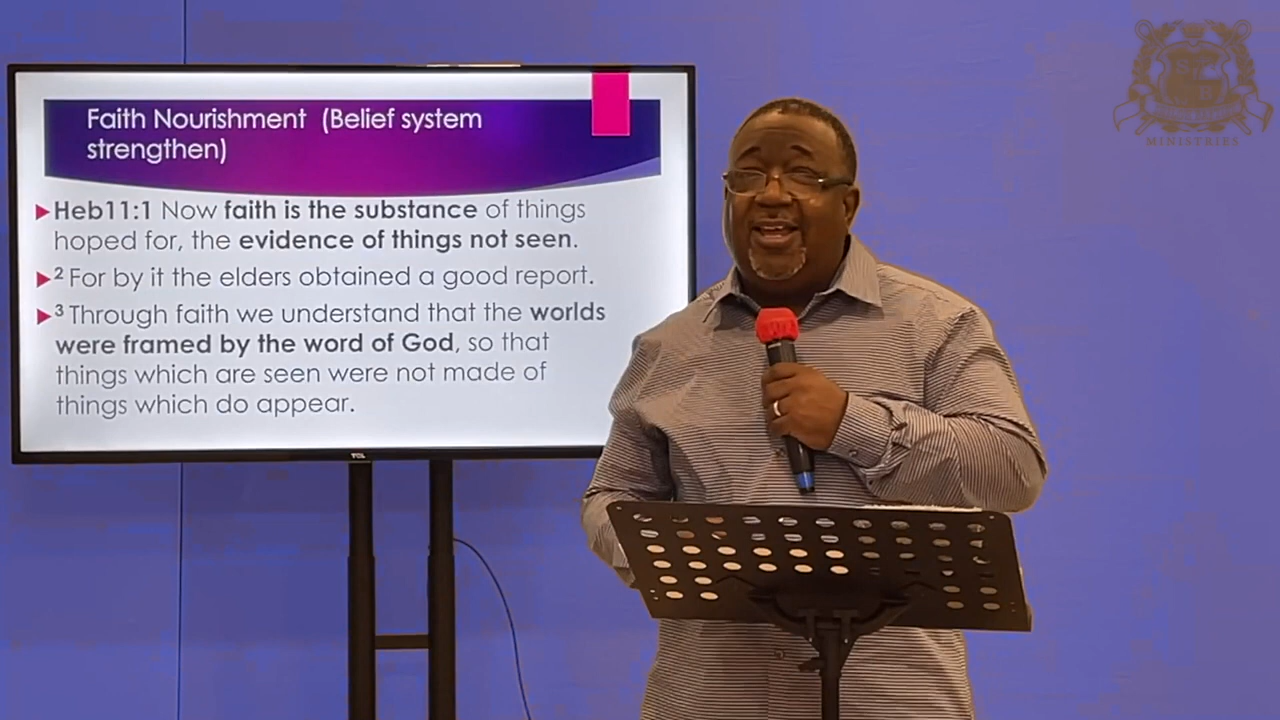 Faith Nourishment (Belief system
strengthen)
Heb11:1 Now faith is the substance of things
hoped for, the evidence of things not seen.
2 For by it the elders obtained a good report.
3 Through faith we understand that the worlds
were framed by the word of God, so that
things which are seen were not made of
things which do appear.
TCL
MINISTRIES